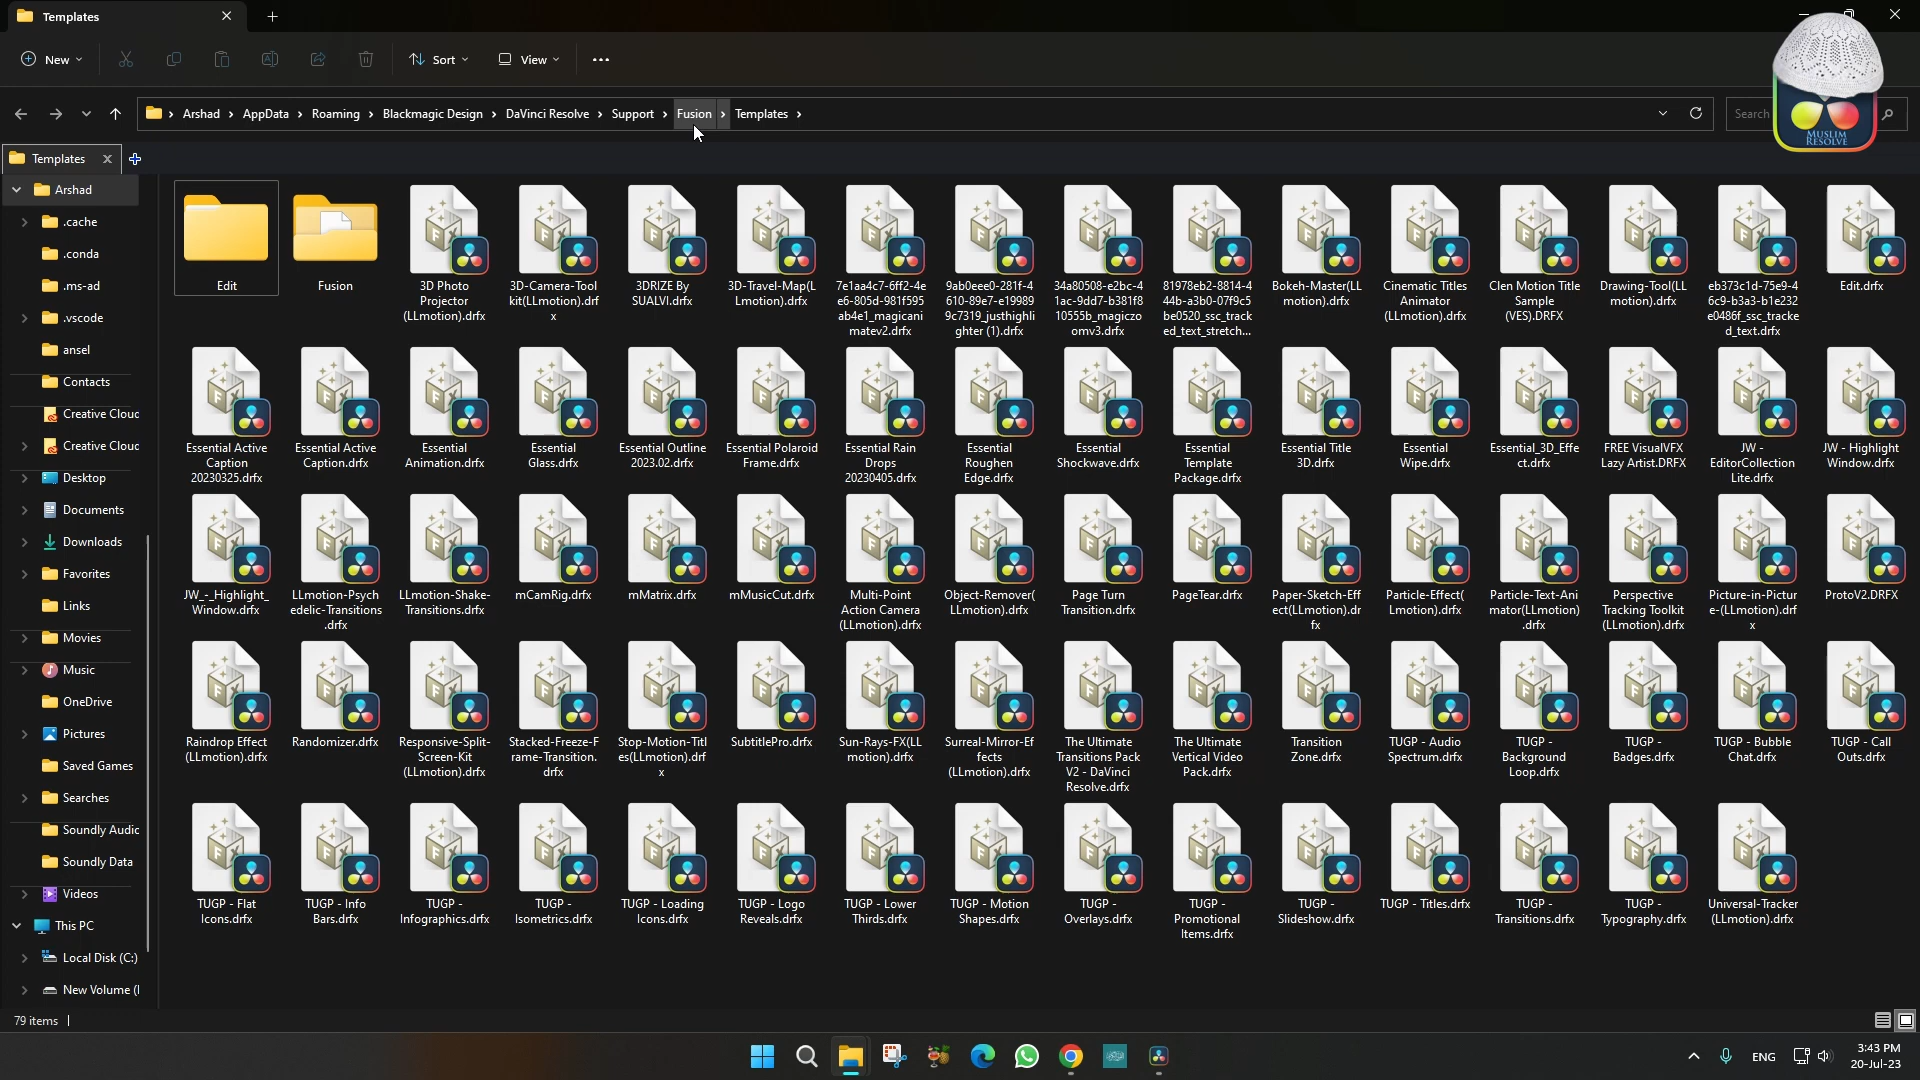 Templates
New
Sort
View
Arshad
AppData
Roaming
Blackmagic Design
DaVinci Resolve
Support
Fusion
Templates
Search
MUSLIM
RESOLVE
Templates
Arshad
.cache
.conda
.ms-ad
.vscode
ansel
Contacts
Creative Cloud
Creative Cloud
Desktop
Documents
Downloads
Favorites
Links
Movies
Music
OneDrive
Pictures
Saved Games
Searches
Soundly Audio
Soundly Data
Videos
This PC
Local Disk (C:)
New Volume (
Edit
Fusion
3D Photo
Projector
(LLmotion).drfx
3D-Camera-Tool
kit(LLmotion).drf
x
3DRIZE By
SUALVI.drfx
3D-Travel-Map(L
Lmotion).drfx
7e1aa4c7-6ff2-4e
e6-805d-981f595
ab4e1_magicani
matev2.drfx
9ab0eee0-281f-4
610-89e7-e19989
9c7319_justhighli
ghter (1).drfx
34a80508-e2bc-4
1ac-9dd7-b381f8
10555b_magiczo
omv3.drfx
81978eb2-8814-4
44b-a3b0-07f9c5
be0520_ssc_track
ed_text_stretch...
Bokeh-Master(LL
motion).drfx
Cinematic Titles
Animator
(LLmotion).drfx
Clen Motion Title
Sample
(VES).DRFX
Drawing-Tool(LL
motion).drfx
eb373c1d-75e9-4
6c9-b3a3-b1e232
e0486f_ssc_tracke
d_text.drfx
Edit.drfx
Essential Active
Caption
20230325.drfx
Essential Active
Caption.drfx
Essential
Animation.drfx
Essential
Glass.drfx
Essential Outline
2023.02.drfx
Essential Polaroid
Frame.drfx
Essential Rain
Drops
20230405.drfx
Essential
Roughen
Edge.drfx
Essential
Shockwave.drfx
Essential
Template
Package.drfx
Essential Title
3D.drfx
Essential
Wipe.drfx
Essential_3D_Effe
ct.drfx
FREE VisualVFX
Lazy Artist.DRFX
JW -
EditorCollection
Lite.drfx
JW - Highlight
Window.drfx
JW_-_Highlight_
Window.drfx
LLmotion-Psych
edelic-Transitions
.drfx
LLmotion-Shake-
Transitions.drfx
mCamRig.drfx
mMatrix.drfx
mMusicCut.drfx
Multi-Point
Action Camera
(LLmotion).drfx
Object-Remover(
LLmotion).drfx
Page Turn
Transition.drfx
PageTear.drfx
Paper-Sketch-Eff
ect(LLmotion).dr
fx
Particle-Effect(
Lmotion).drfx
Particle-Text-Ani
mator(LLmotion)
.drfx
Perspective
Tracking Toolkit
(LLmotion).drfx
Picture-in-Pictur
e-(LLmotion).drf
x
ProtoV2.DRFX
Raindrop Effect
(LLmotion).drfx
Randomizer.drfx
Responsive-Split-
Screen-Kit
(LLmotion).drfx
Stacked-Freeze-F
rame-Transition.
drfx
Stop-Motion-Titl
es(LLmotion).drf
x
SubtitlePro.drfx
Sun-Rays-FX(LL
motion).drfx
Surreal-Mirror-Ef
fects
(LLmotion).drfx
The Ultimate
Transitions Pack
V2 - DaVinci
Resolve.drfx
The Ultimate
Vertical Video
Pack.drfx
Transition
Zone.drfx
TUGP - Audio
Spectrum.drfx
TUGP -
Background
Loop.drfx
TUGP -
Badges.drfx
TUGP - Bubble
Chat.drfx
TUGP - Call
Outs.drfx
TUGP - Flat
Icons.drfx
TUGP - Info
Bars.drfx
TUGP -
Infographics.drfx
TUGP -
Isometrics.drfx
TUGP - Loading
Icons.drfx
TUGP - Logo
Reveals.drfx
TUGP - Lower
Thirds.drfx
TUGP - Motion
Shapes.drfx
TUGP -
Overlays.drfx
TUGP -
Promotional
Items.drfx
TUGP -
Slideshow.drfx
TUGP - Titles.drfx
TUGP -
Transitions.drfx
TUGP -
Typography.drfx
Universal-Tracker
(LLmotion).drfx
79 items
ENG
3:43 PM
20-Jul-23